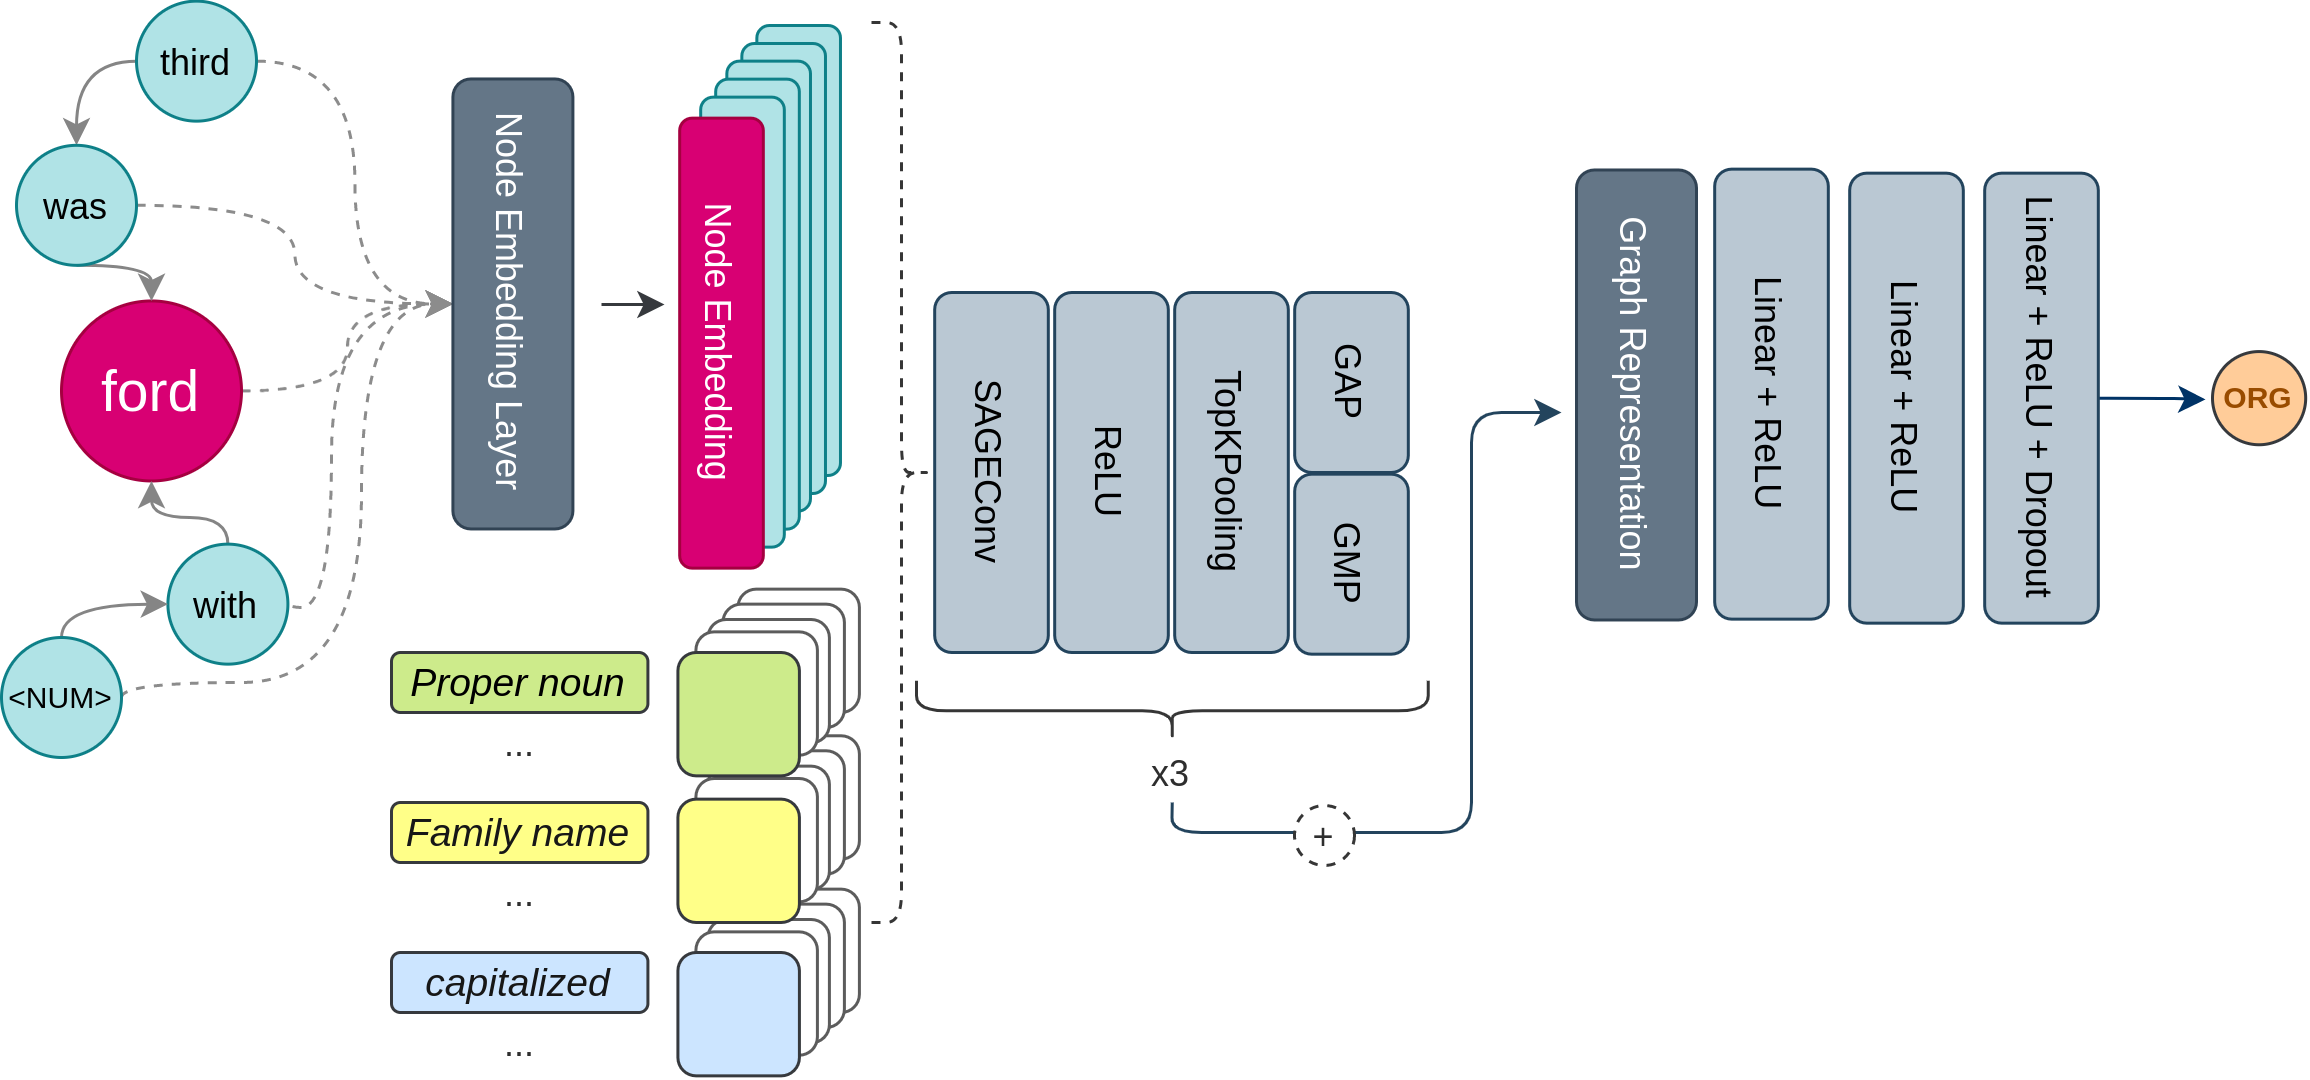 third
was
ford
with
<NUM>
Node Embedding Layer
Node Embedding
Proper noun
...
Family name
...
capitalized
...
SAGEConv
ReLU
TopKPooling
GAP
GMP
x3
+
Graph Representation
Linear + ReLU
Linear + ReLU
Linear + ReLU + Dropout
ORG